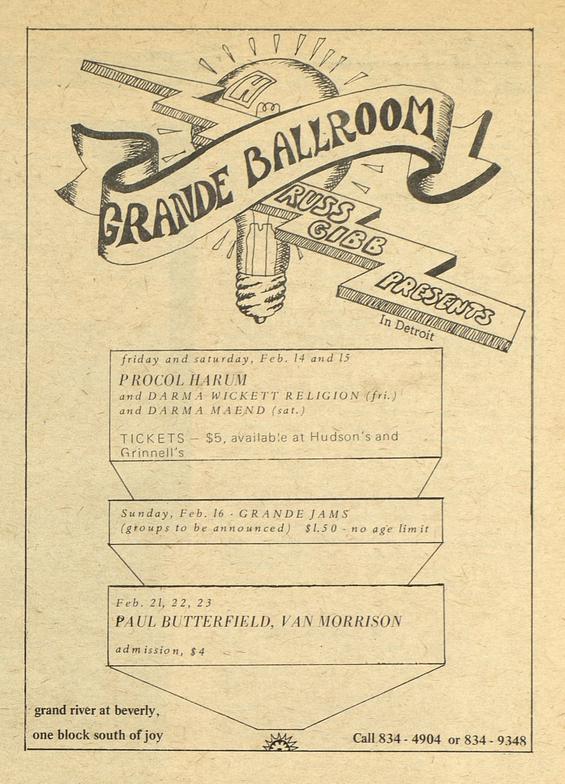 GRANDE BALLROOM
RUSS
GIBB
PRESENTS
In Detroit
friday and saturday, Feb. 14 and 15
PROCOL HARUM
and DARMA WICKETT RELIGION (fri.)
and DARMA MAEND (sat.)
TICKETS — $5, available at Hudson's and
Grinnell's
Sunday, Feb. 16 - GRANDE JAMS
(groups to be announced) $1.50 - no age limit
Feb. 21, 22, 23
PAUL BUTTERFIELD, VAN MORRISON
admission, $4
grand river at beverly,
one block south of joy
Call 834 - 4904 or 834 - 9348